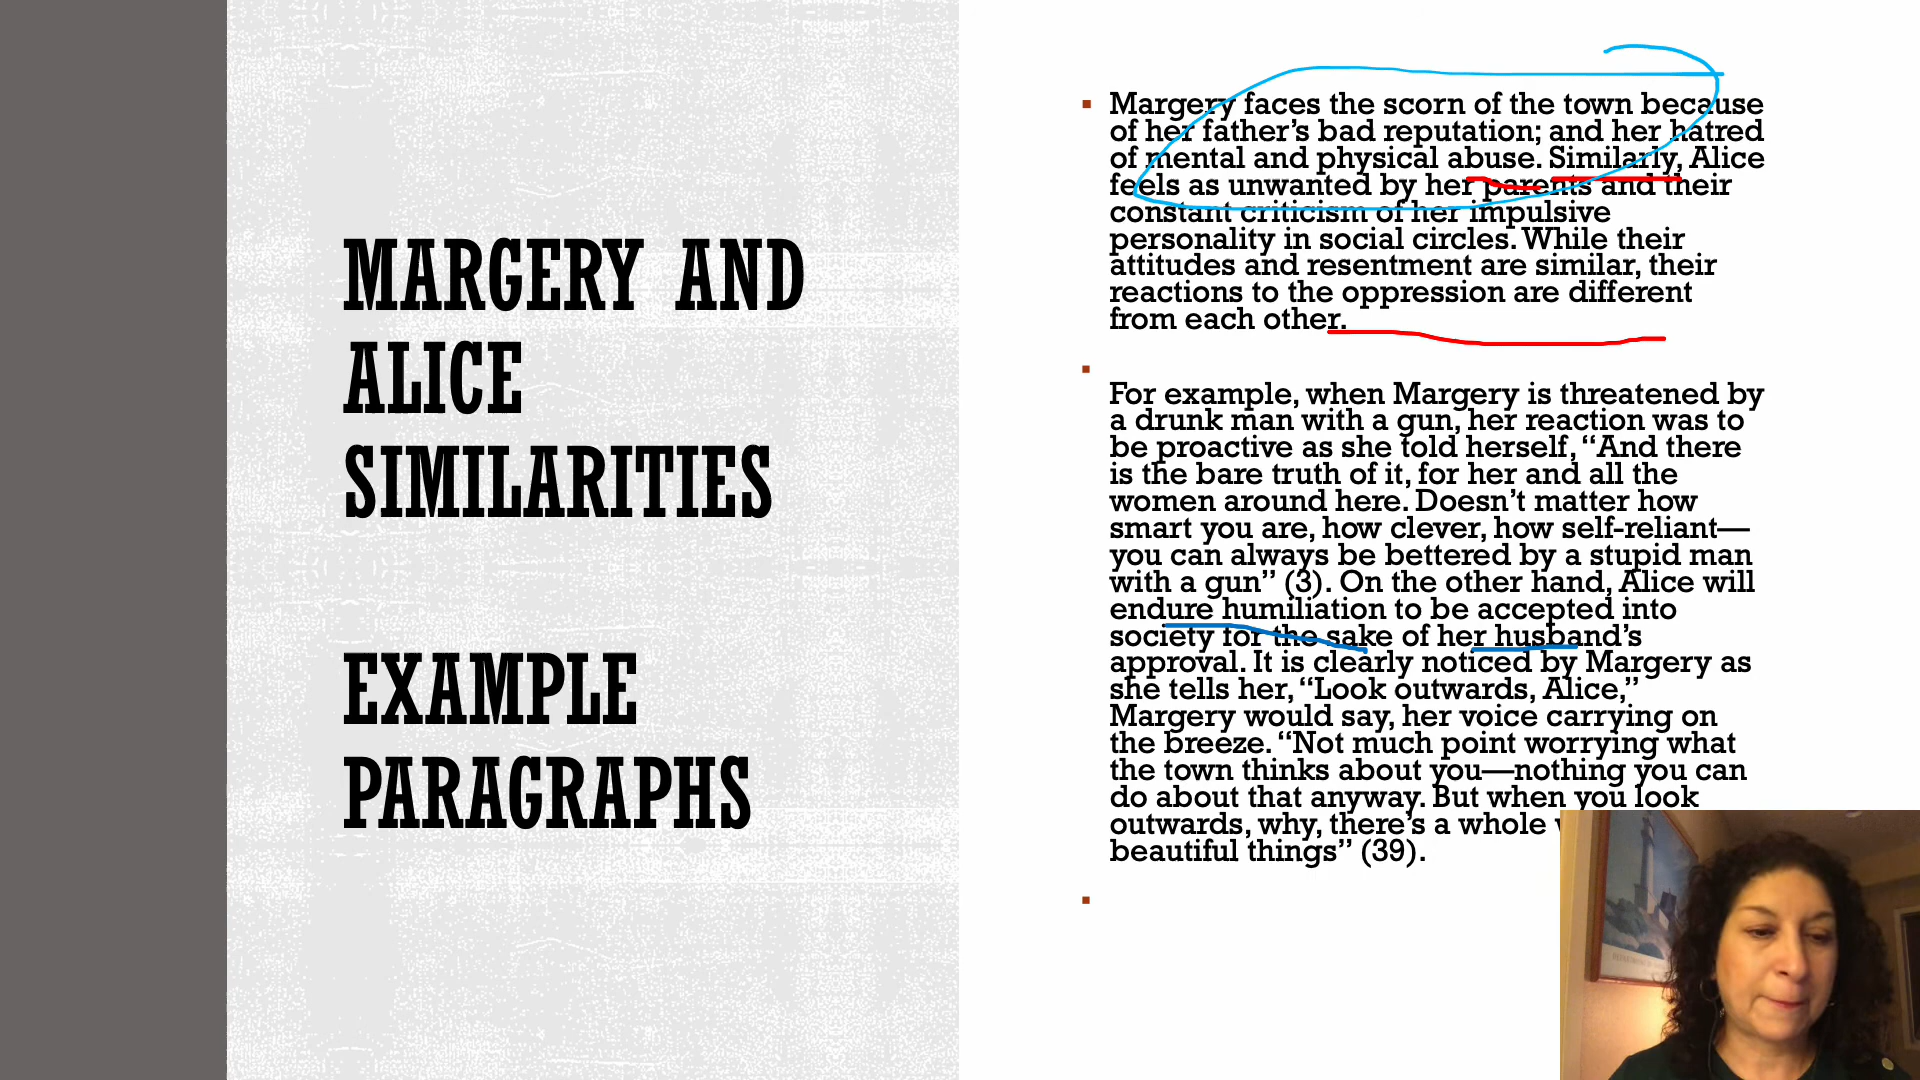 MARGERY AND
ALICE
SIMILARITIES
EXAMPLE
PARAGRAPHS
Margery faces the scorn of the town because
of her father’s bad reputation; and her hatred
of mental and physical abuse. Similarly, Alice
feels as unwanted by her parents and their
constant criticism of her impulsive
personality in social circles. While their
attitudes and resentment are similar, their
reactions to the oppression are different
from each other.
For example, when Margery is threatened by
a drunk man with a gun, her reaction was to
be proactive as she told herself, “And there
is the bare truth of it, for her and all the
women around here. Doesn’t matter how
smart you are, how clever, how self-reliant—
you can always be bettered by a stupid man
with a gun” (3). On the other hand, Alice will
endure humiliation to be accepted into
society for the sake of her husband’s
approval. It is clearly noticed by Margery as
she tells her, “Look outwards, Alice,”
Margery would say, her voice carrying on
the breeze. “Not much point worrying what
the town thinks about you—nothing you can
do about that anyway. But when you look
outwards, why, there’s a whole
beautiful things” (39).